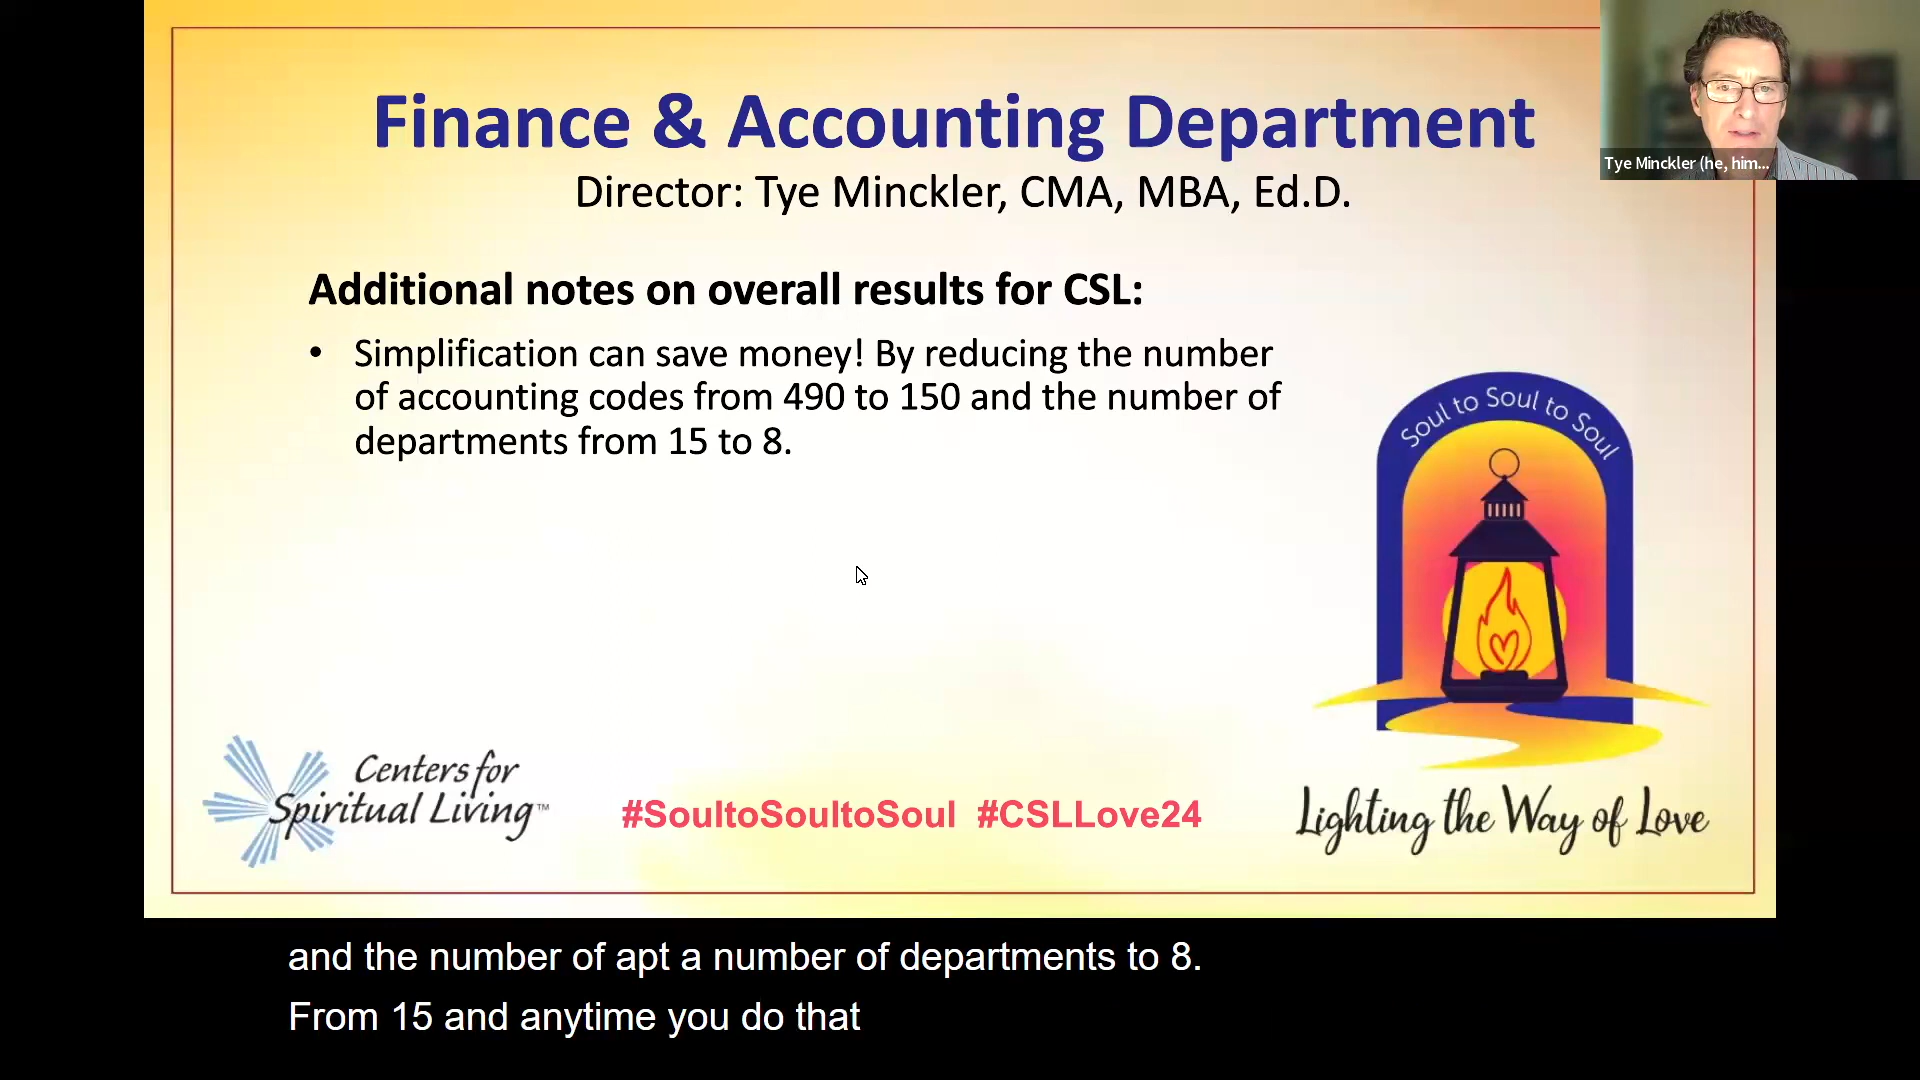 Finance & Accounting Department
Tye Minckler (he, him...
Director: Tye Minckler, CMA, MBA, Ed.D.
Additional notes on overall results for CSL:
• Simplification can save money! By reducing the number
of accounting codes from 490 to 150 and the number of
departments from 15 to 8.
Soul to Soul to Soul
Centers for
Spiritual Living™
#SoultoSoultoSoul #CSLLove24
Lighting the Way of Love
and the number of apt a number of departments to 8.
From 15 and anytime you do that